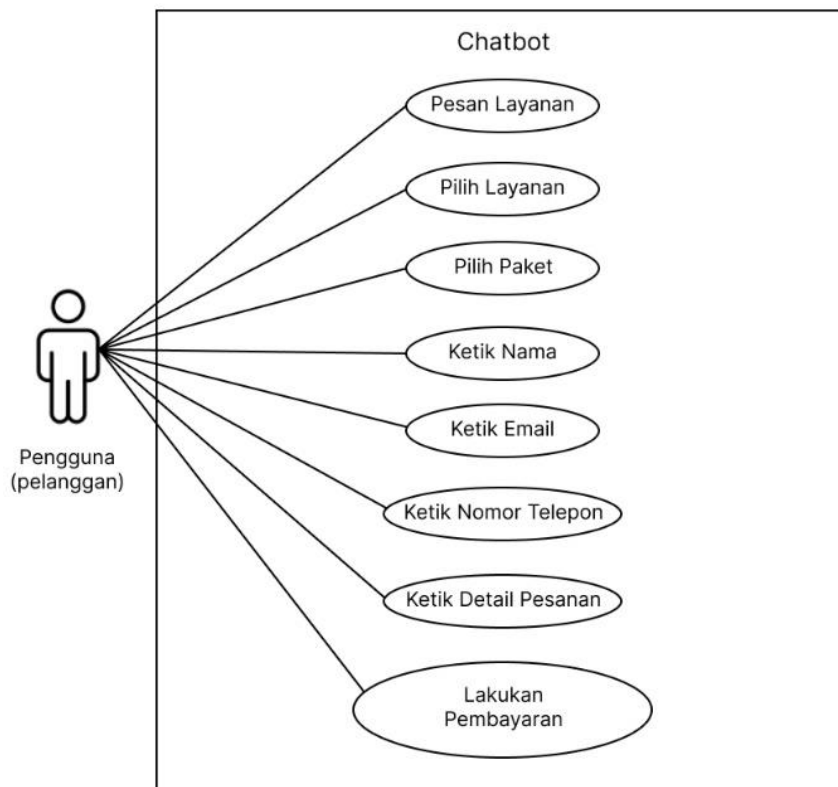 Chatbot
Pesan Layanan
Pilih Layanan
Pilih Paket
Ketik Nama
Ketik Email
Pengguna
(pelanggan)
Ketik Nomor Telepon
Ketik Detail Pesanan
Lakukan
Pembayaran